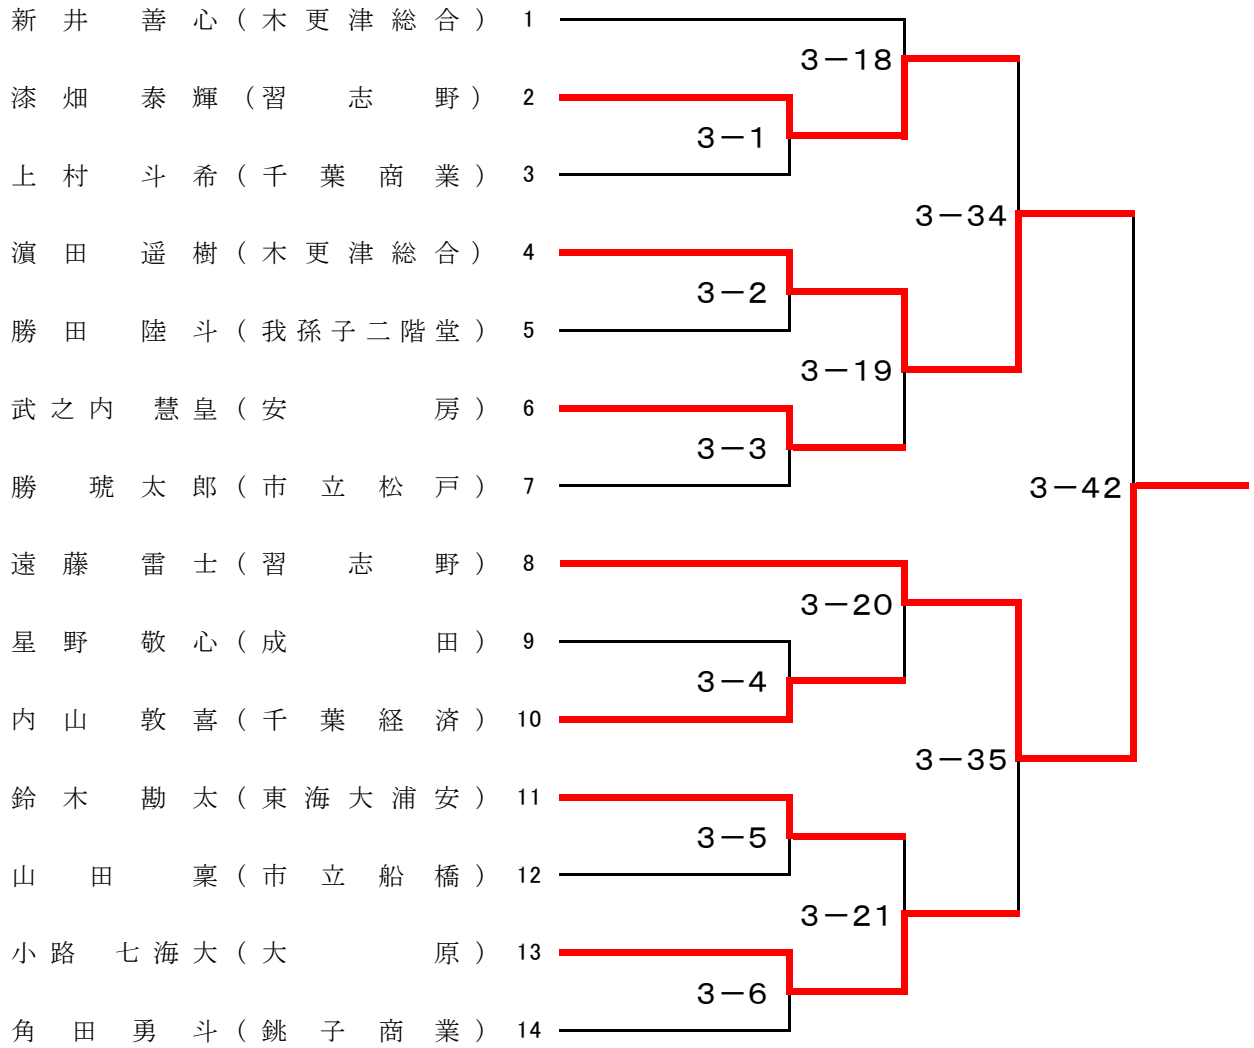 新井 善心(木更津総合) 1
3－18
漆畑 泰輝(習志野) 2
3－1
上村 斗希(千葉商業) 3
3－34
濵田 遥樹(木更津総合) 4
3－2
勝田 陸斗(我孫子二階堂) 5
3－19
武之内 慧皇(安房) 6
3－3
勝 琥太郎(市立松戸) 7
3－42
遠藤 雷士(習志野) 8
3－20
星野 敬心(成田) 9
3－4
内山 敦喜(千葉経済) 10
3－35
鈴木 勘太(東海大浦安) 11
3－5
山田 稟(市立船橋) 12
3－21
小路 七海大(大原) 13
3－6
角田 勇斗(銚子商業) 14